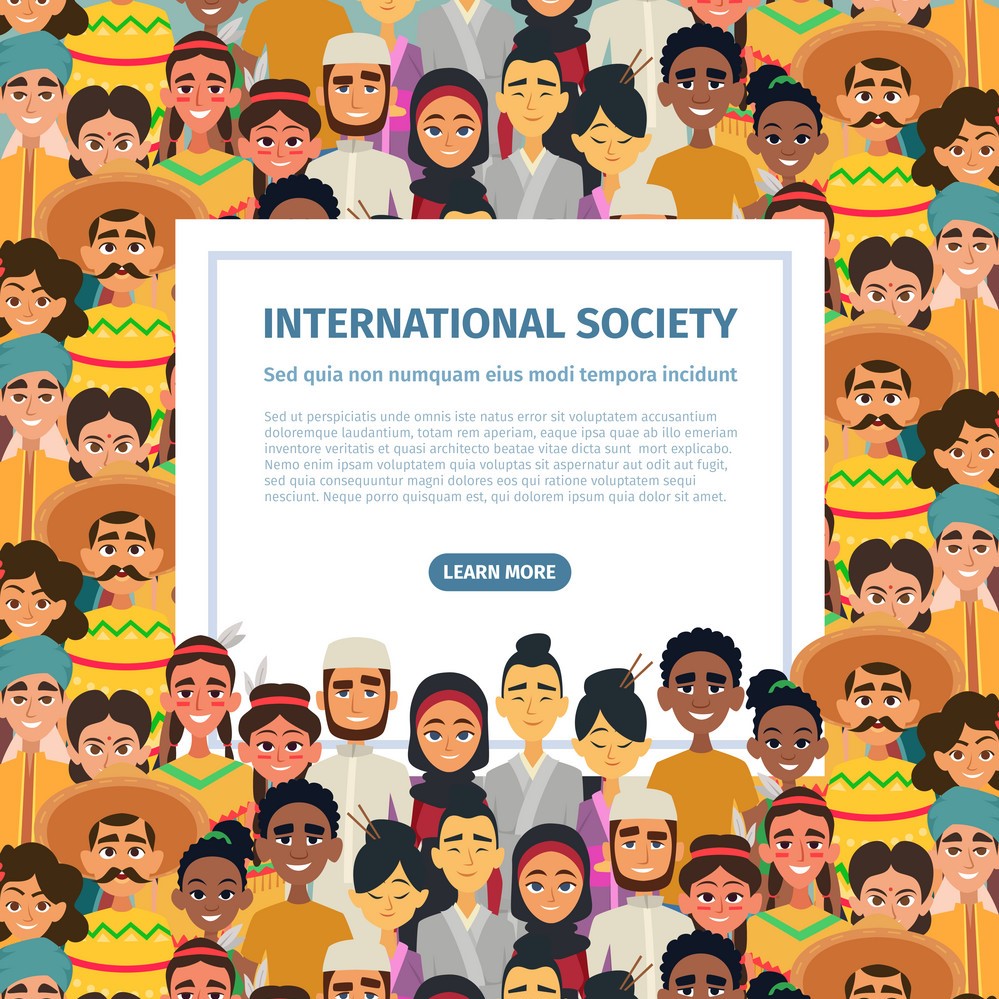 INTERNATIONAL SOCIETY
Sed quia non numquam eius modi tempora incidunt
Sed ut perspiciatis unde omnis iste natus error sit voluptatem accusantium
doloremque laudantium, totam rem aperiam, eaque ipsa quae ab illo emeriam
inventore veritatis et quasi architecto beatae vitae dicta sunt  mort explicabo.
Nemo enim ipsam voluptatem quia voluptas sit aspernatur aut odit aut fugit,
sed quia consequuntur magni dolores eos qui ratione voluptatem sequi
nesciunt. Neque porro quisquam est, qui dolorem ipsum quia dolor sit amet.
LEARN MORE